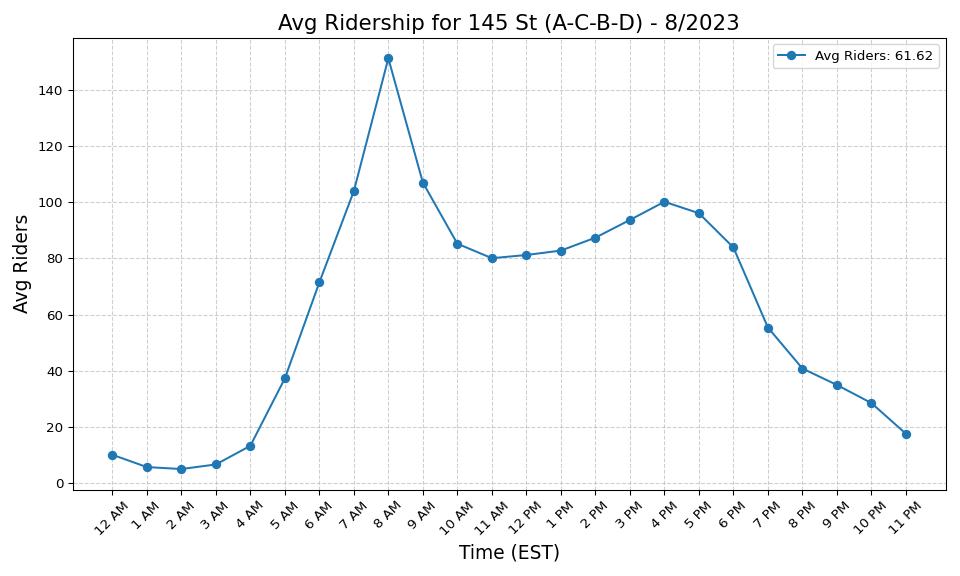 Avg Ridership for 145 St (A-C-B-D) - 8/2023
Avg Riders: 61.62
Avg Riders
140
120
100
80
60
40
20
0
12 AM
1 AM
2 AM
3 AM
4 AM
5 AM
6 AM
7 AM
8 AM
9 AM
10 AM
11 AM
12 PM
1 PM
2 PM
3 PM
4 PM
5 PM
6 PM
7 PM
8 PM
9 PM
10 PM
11 PM
Time (EST)